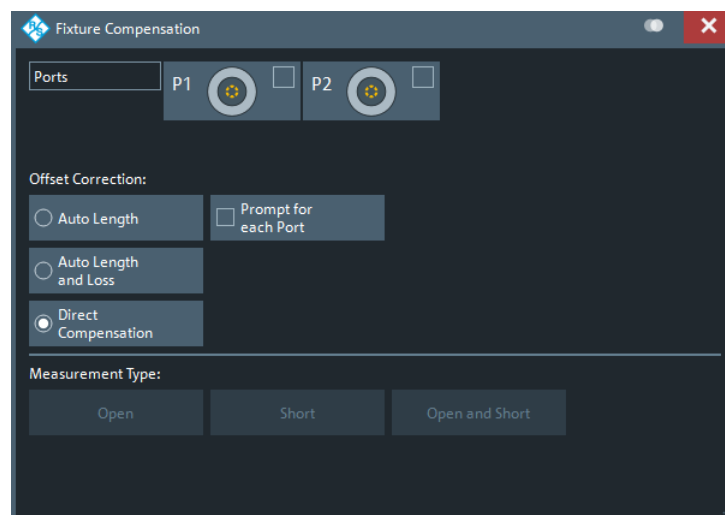 Fixture Compensation
Ports
P1
P2
Offset Correction:
Auto Length
Prompt for
each Port
Auto Length
and Loss
Direct
Compensation
Measurement Type:
Open
Short
Open and Short